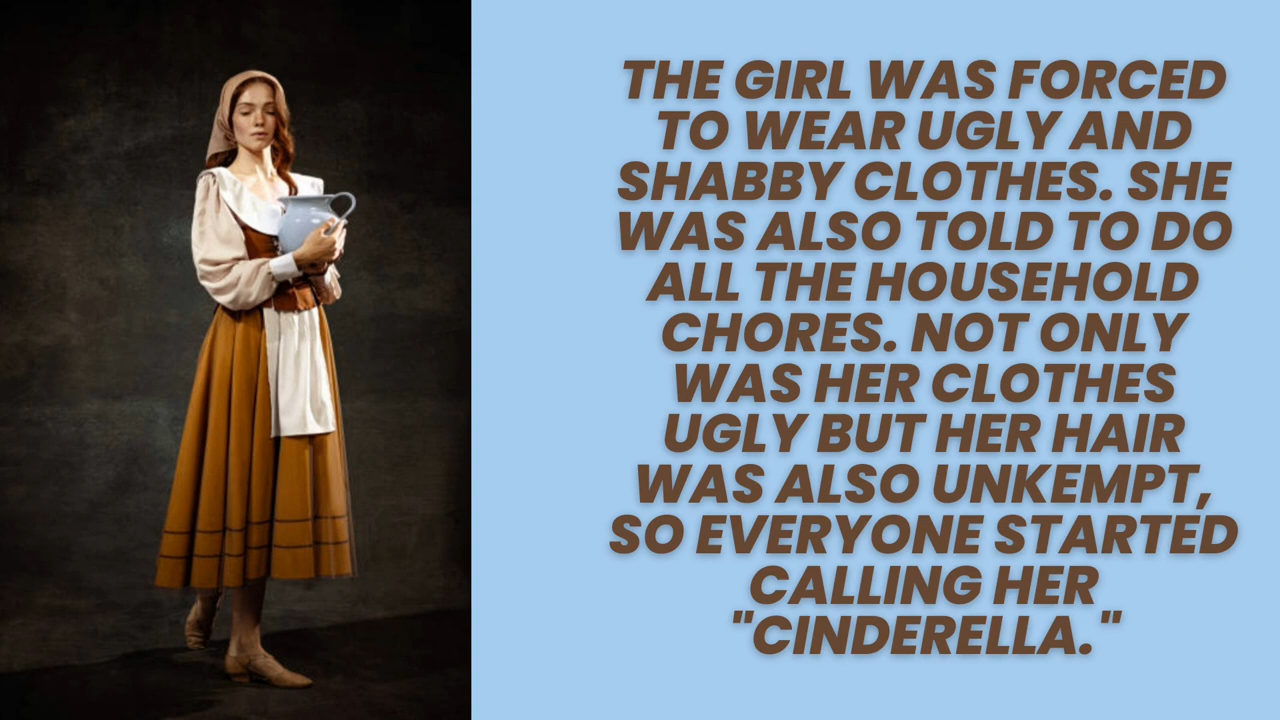 THE GIRL WAS FORCED
TO WEAR UGLY AND
SHABBY CLOTHES. SHE
WAS ALSO TOLD TO DO
ALL THE HOUSEHOLD
CHORES. NOT ONLY
WAS HER CLOTHES
UGLY BUT HER HAIR
WAS ALSO UNKEMPT,
SO EVERYONE STARTED
CALLING HER
"CINDERELLA."